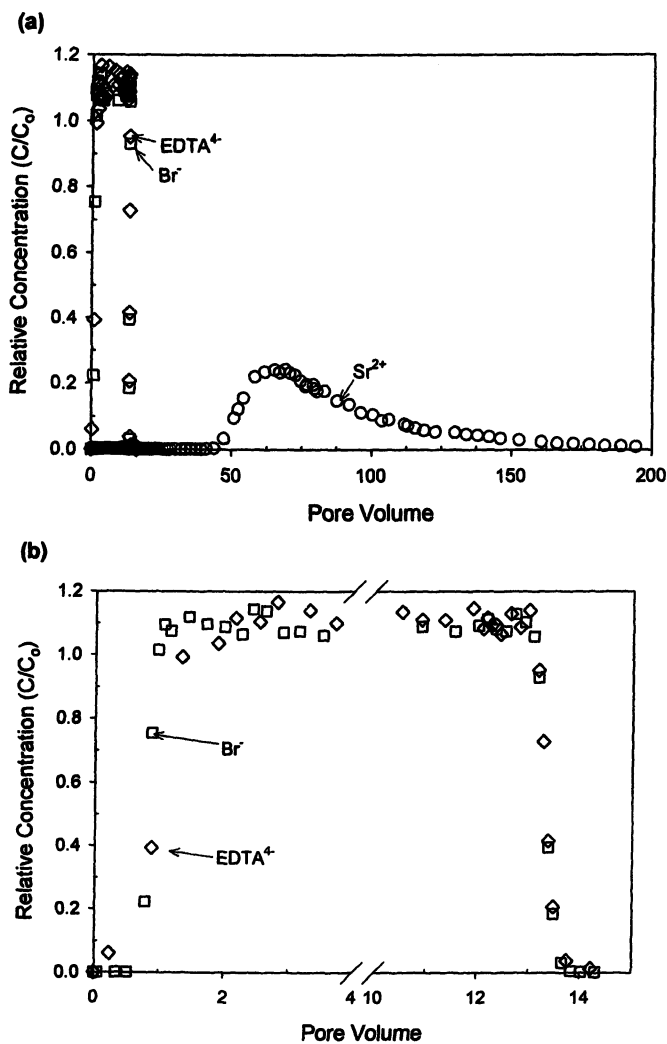 (a)
1.2
1.0
0.8
0.6
0.4
0.2
0.0
Relative Concentration (C/C₀)
EDTA⁴⁻
Br⁻
Sr²⁺
0 50 100 150 200
Pore Volume
(b)
1.2
1.0
0.8
0.6
0.4
0.2
0.0
Relative Concentration (C/C₀)
Br⁻
EDTA⁴⁻
0 2 4 10 12 14
Pore Volume